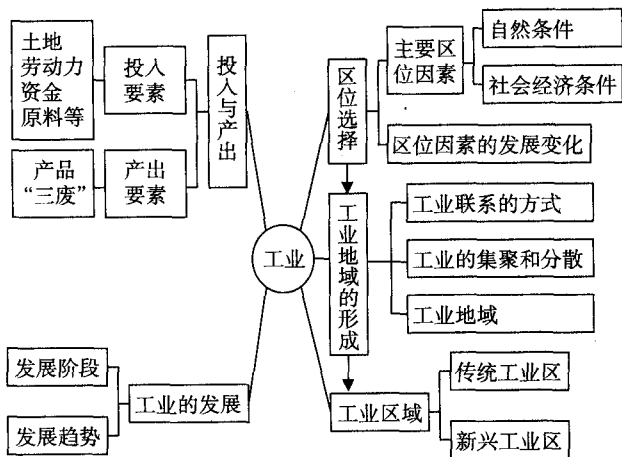 土地
劳动力
资金
原料等
投入
要素
投入与产出
产品
“三废”
产出
要素
工业
发展阶段
发展趋势
工业的发展
区位选择
主要区
位因素
自然条件
社会经济条件
区位因素的发展变化
工业地域的形成
工业联系的方式
工业的集聚和分散
工业地域
工业区域
传统工业区
新兴工业区